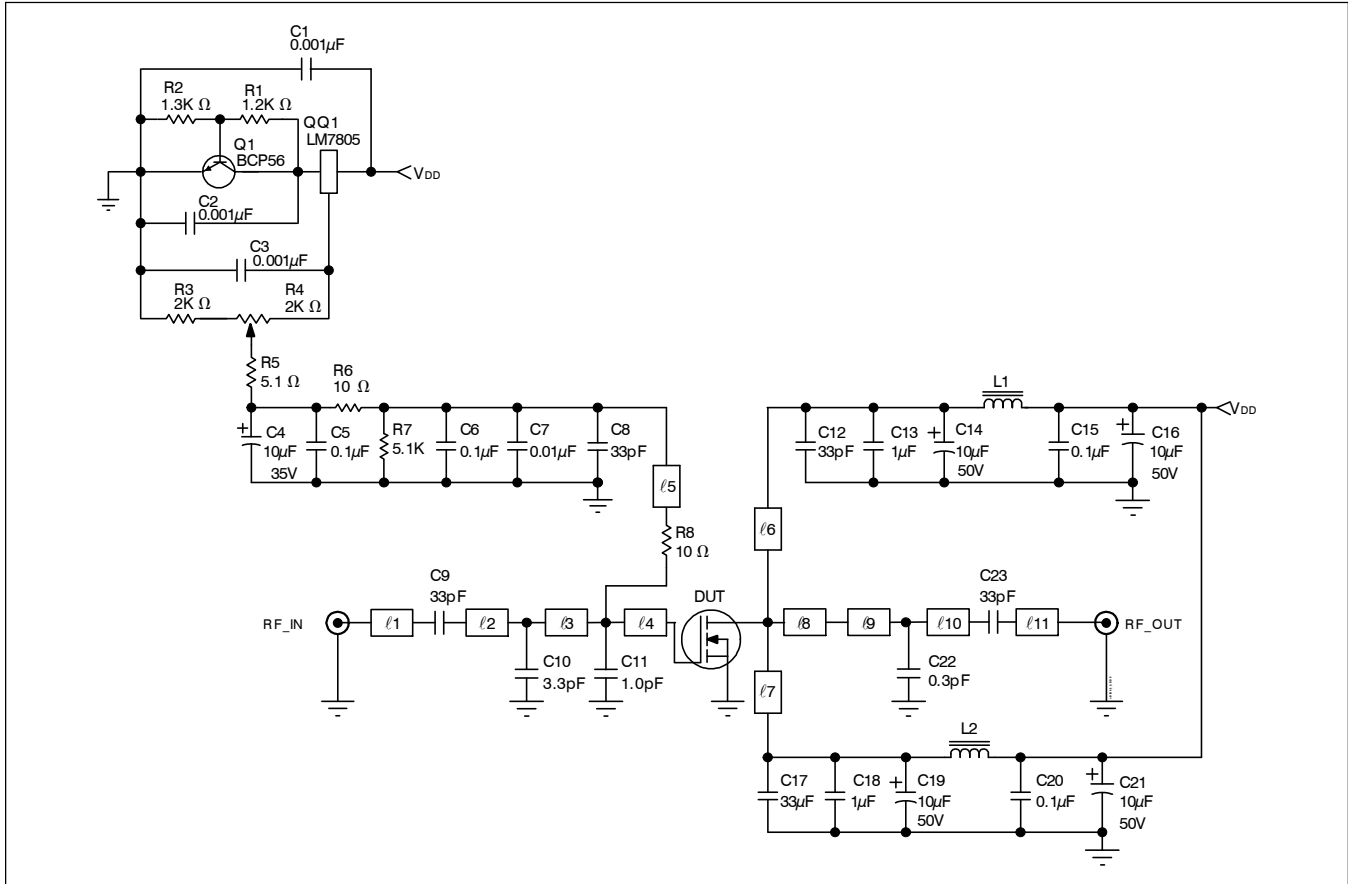 C1
0.001µF
R2
1.3K Ω
R1
1.2K Ω
QQ1
LM7805
Q1
BCP56
VDD
C2
0.001µF
C3
0.001µF
R3
2K Ω
R4
2K Ω
R5
5.1 Ω
R6
10 Ω
C4
10µF
35V
C5
0.1µF
R7
5.1K
C6
0.1µF
C7
0.01µF
C8
33pF
ℓ5
R8
10 Ω
L1
VDD
C12
33pF
C13
1µF
C14
10µF
50V
C15
0.1µF
C16
10µF
50V
ℓ6
RF_IN
ℓ1
C9
33pF
ℓ2
ℓ3
ℓ4
DUT
C10
3.3pF
C11
1.0pF
ℓ8
ℓ9
ℓ10
C23
33pF
ℓ11
RF_OUT
C22
0.3pF
ℓ7
L2
C17
33µF
C18
1µF
C19
10µF
50V
C20
0.1µF
C21
10µF
50V